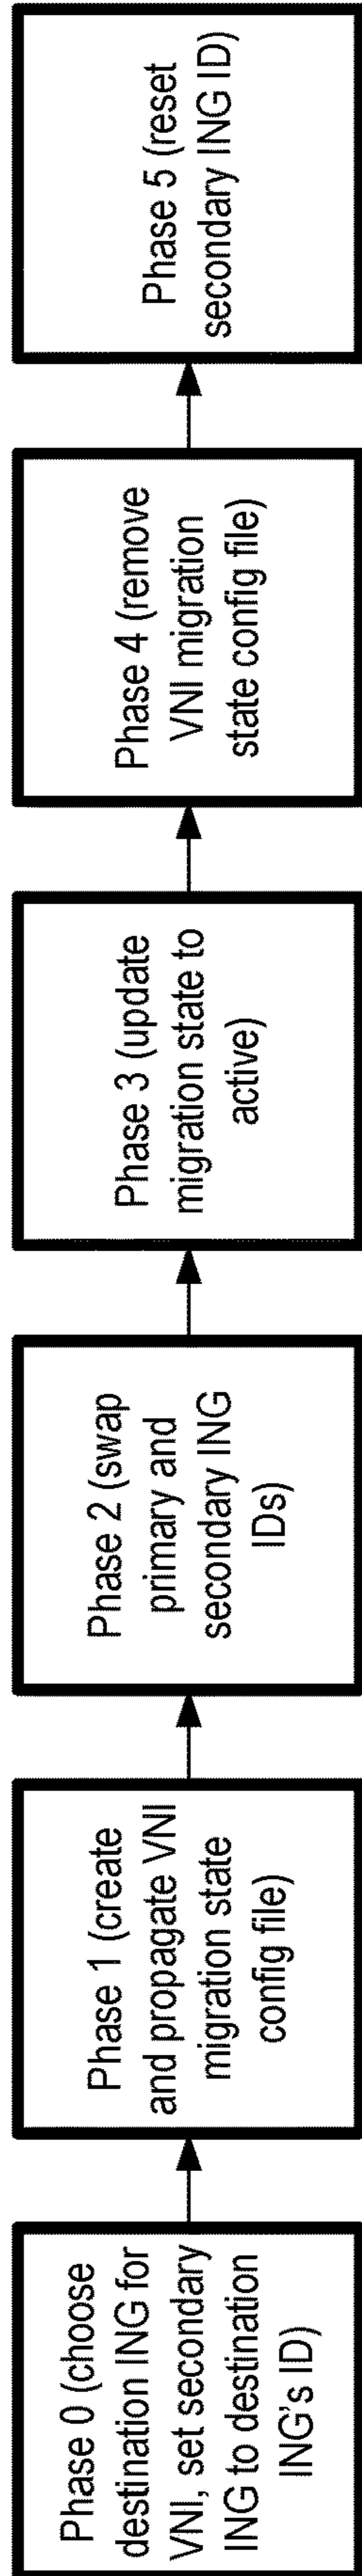 Phase 0 (choose
destination ING for
VNI, set secondary
ING to destination
ING's ID)
Phase 1 (create
and propagate VNI
migration state
config file)
Phase 2 (swap
primary and
secondary ING
IDs)
Phase 3 (update
migration state to
active)
Phase 4 (remove
VNI migration
state config file)
Phase 5 (reset
secondary ING ID)